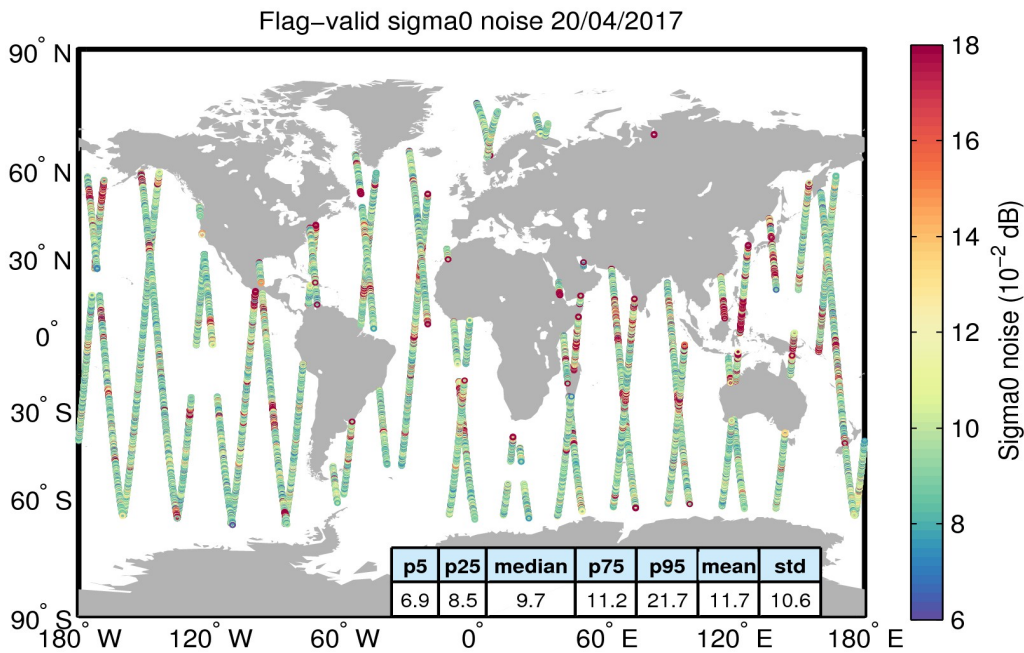 Flag−valid sigma0 noise 20/04/2017
90° N
60° N
30° N
0°
30° S
60° S
90° S
180° W 120° W 60° W 0° 60° E 120° E 180° E
p5 p25 median p75 p95 mean std
6.9 8.5 9.7 11.2 21.7 11.7 10.6
18
16
14
12
10
8
6
Sigma0 noise (10⁻² dB)